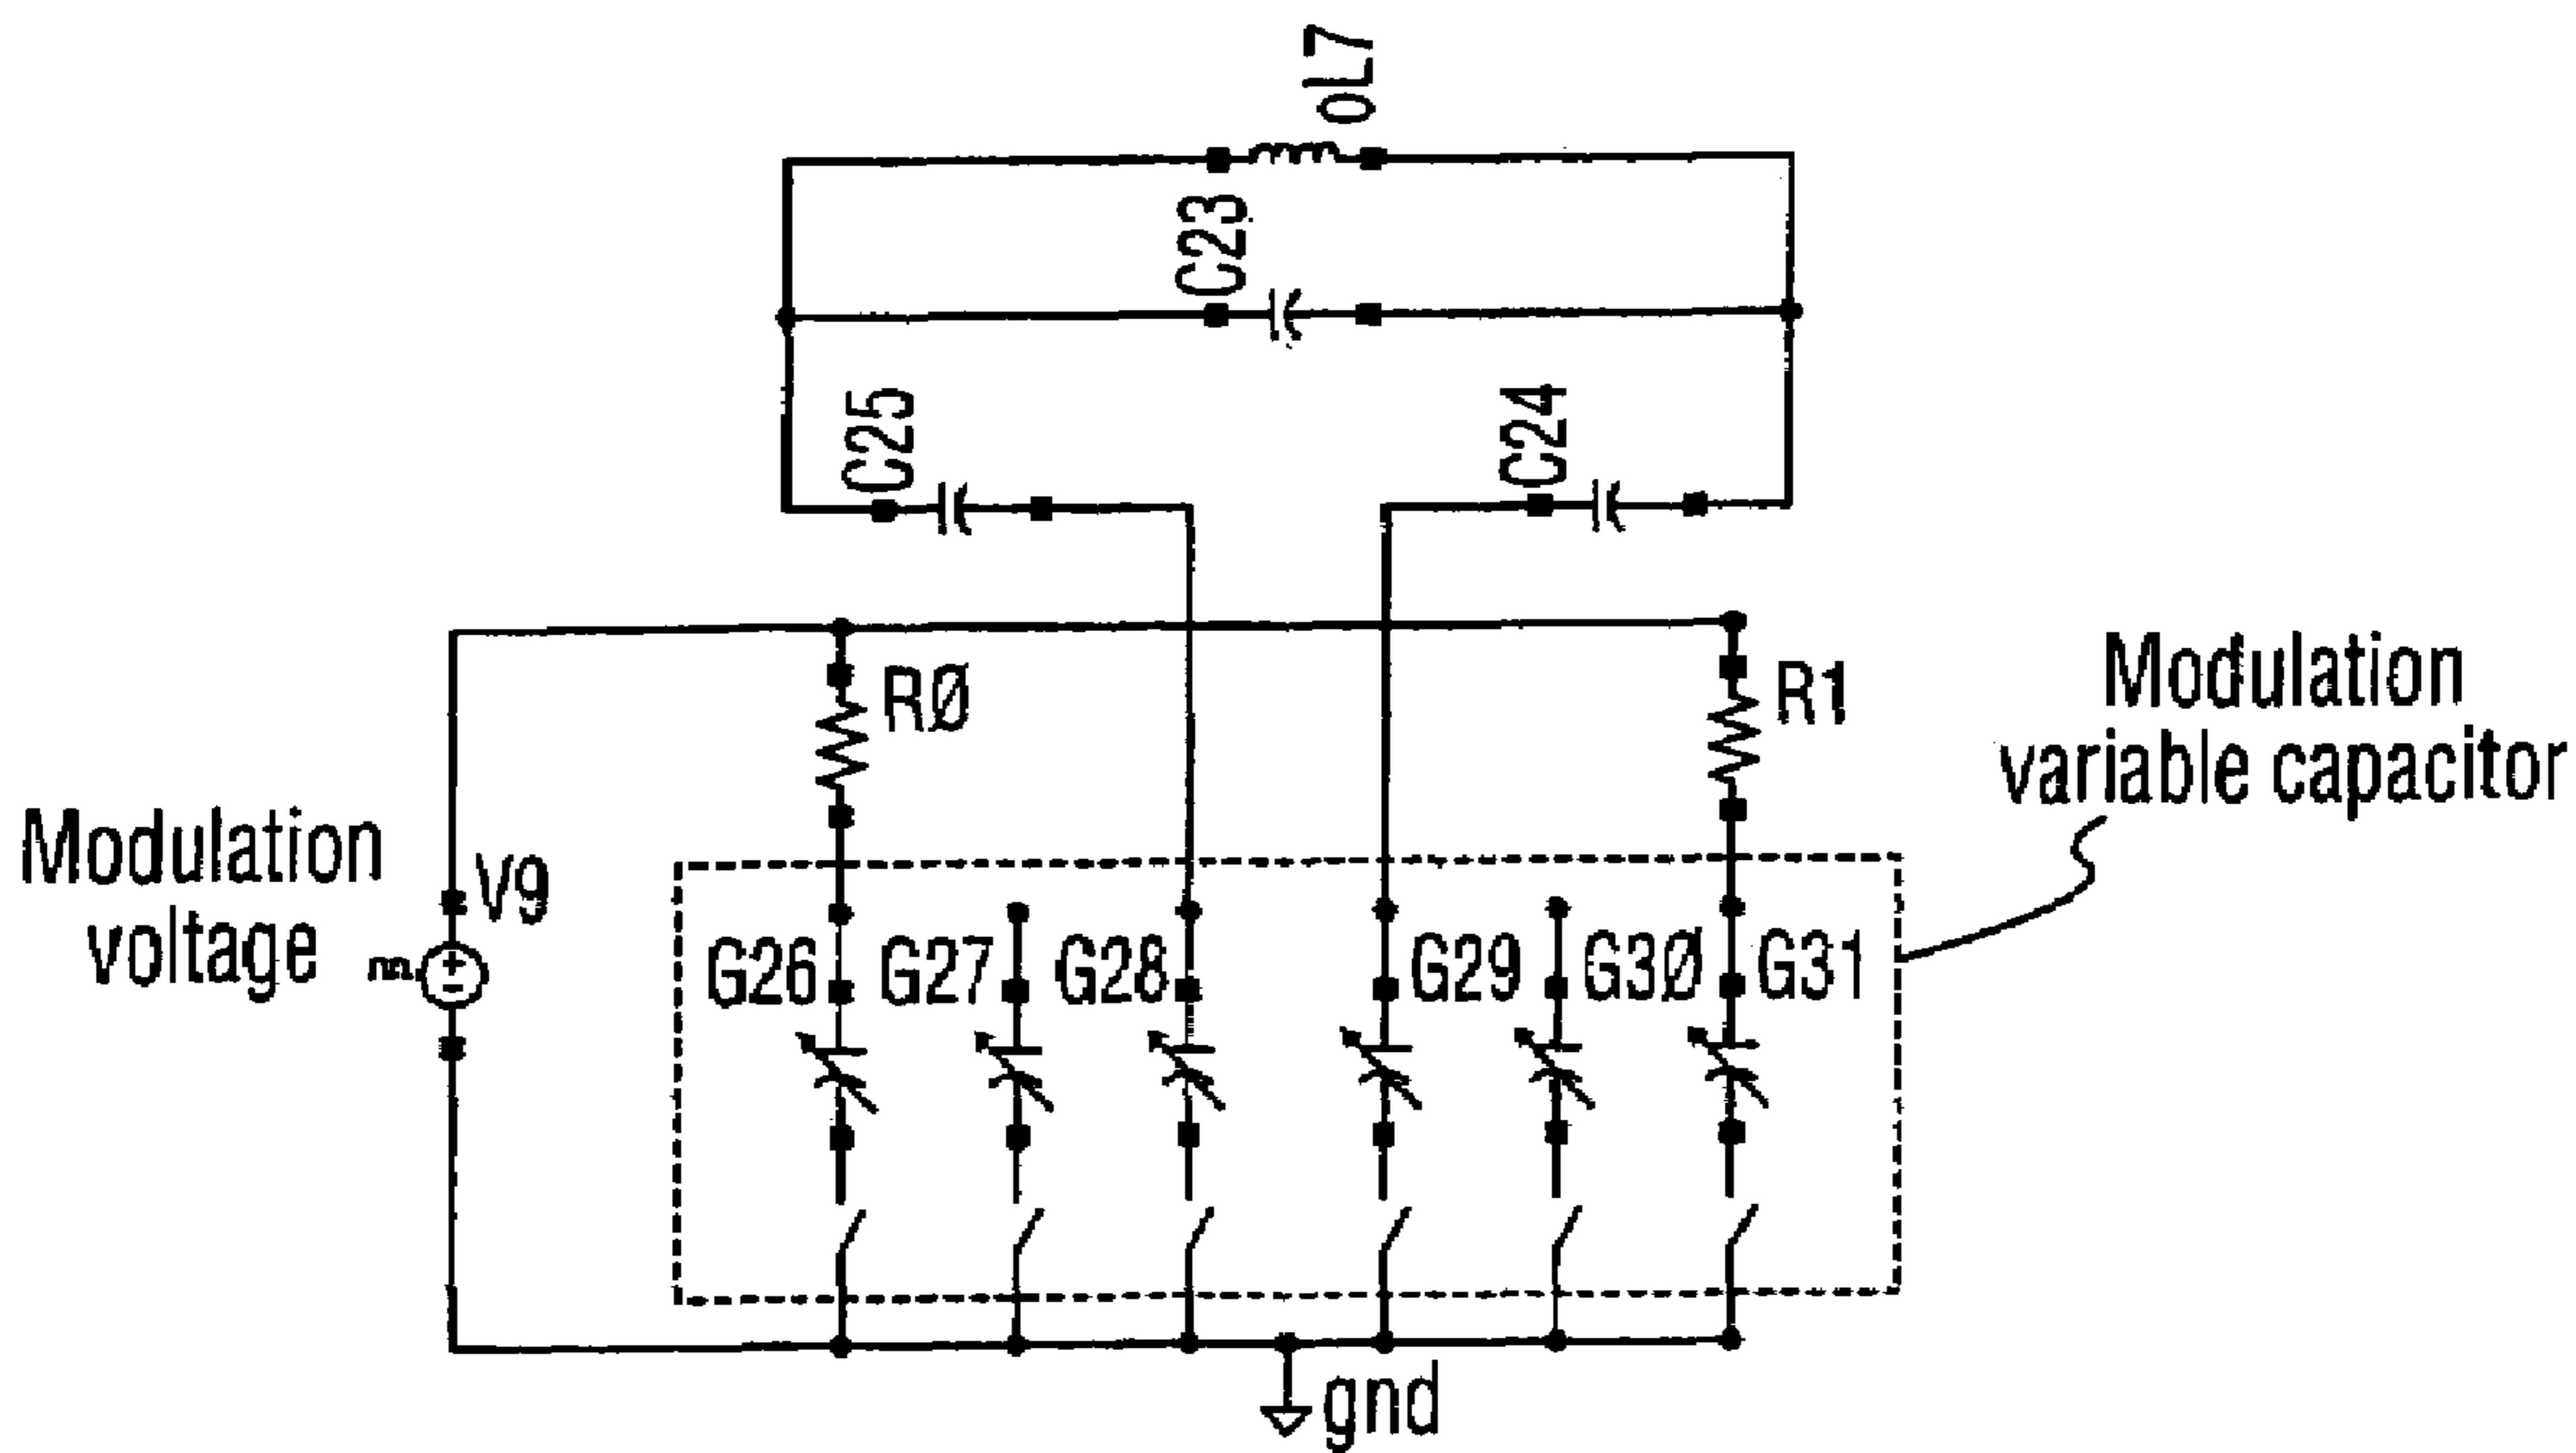 oL7
C23
C25
C24
RØ
R1
Modulation
variable capacitor
Modulation
voltage
V9
G26
G27
G28
G29
G3Ø
G31
gnd